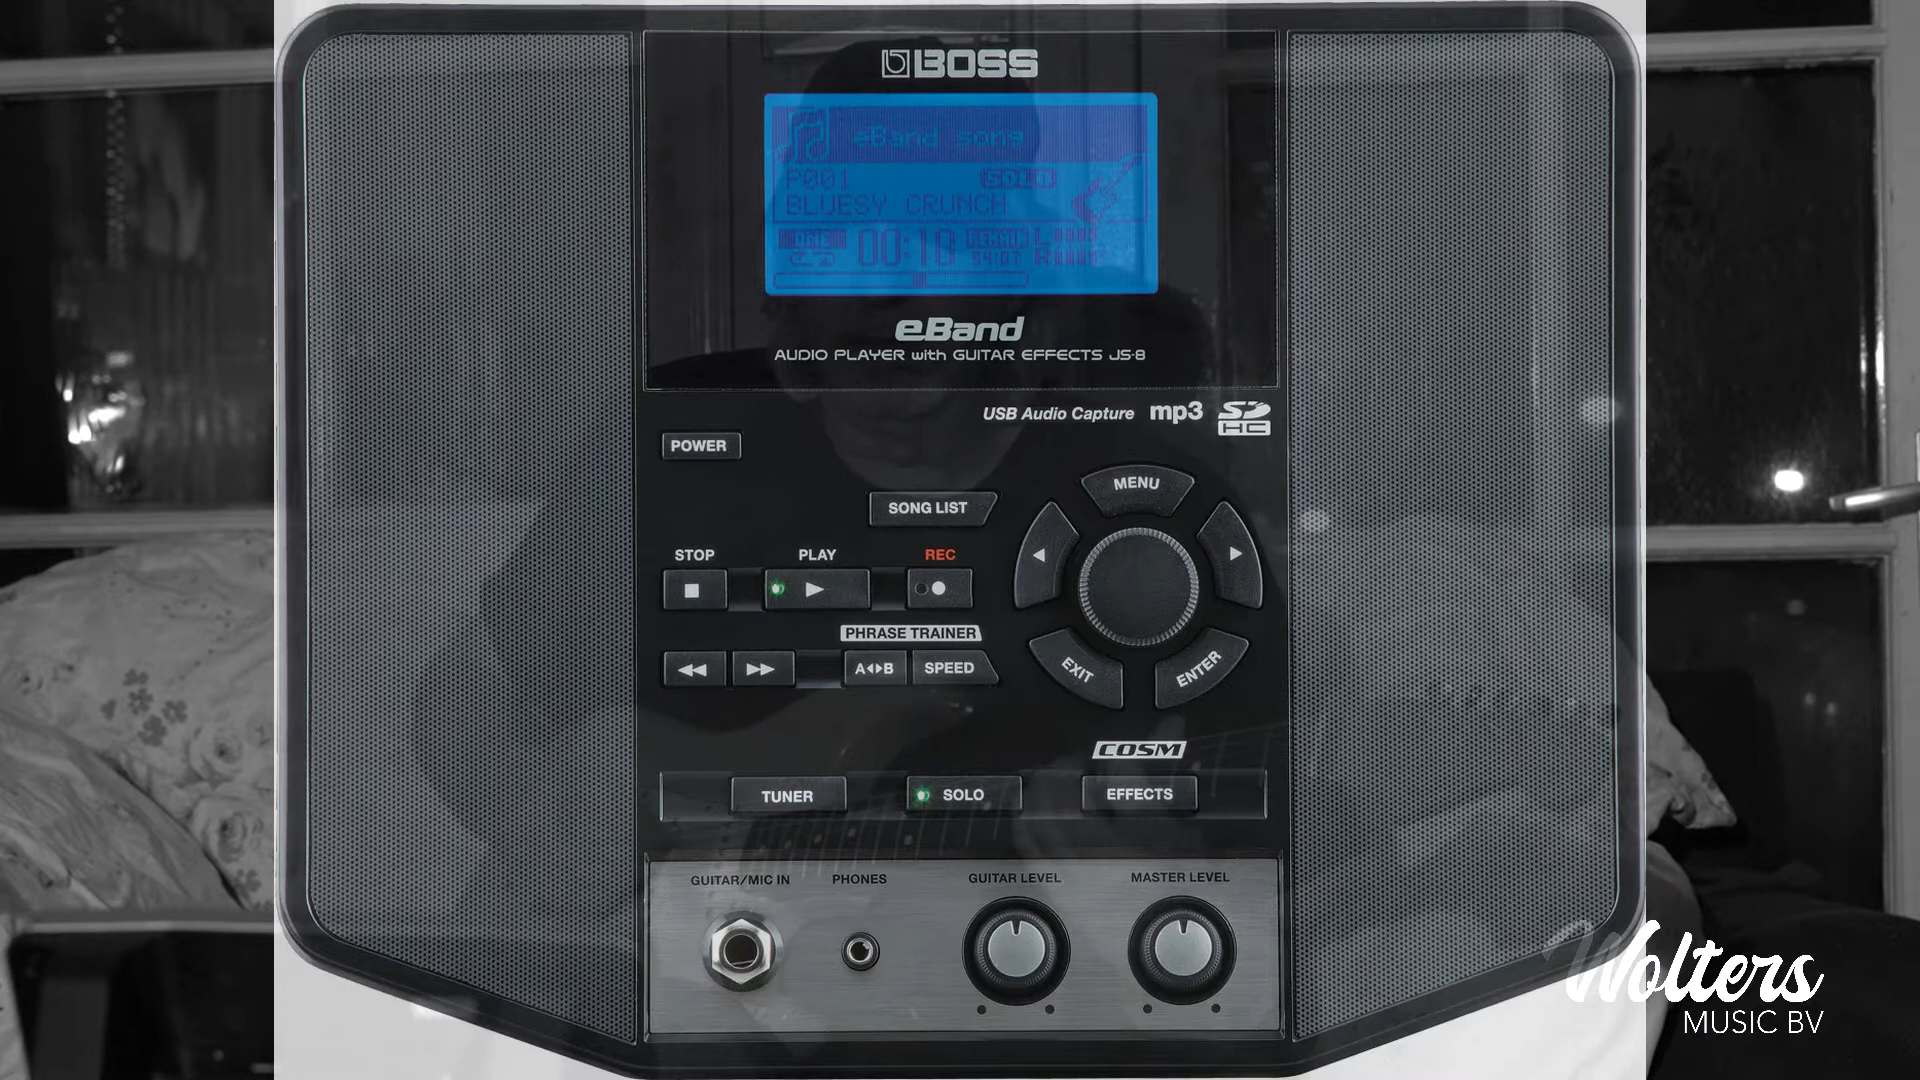 BOSS
eBand song
P001 SOLO
BLUESY CRUNCH
00:10 REMAIN
L
R
eBand
AUDIO PLAYER with GUITAR EFFECTS JS-8
USB Audio Capture mp3 SD HC
POWER
MENU
SONG LIST
STOP PLAY REC
PHRASE TRAINER
A◂▸B SPEED
EXIT ENTER
COSM
TUNER SOLO EFFECTS
GUITAR/MIC IN PHONES GUITAR LEVEL MASTER LEVEL
Wolters
MUSIC BV